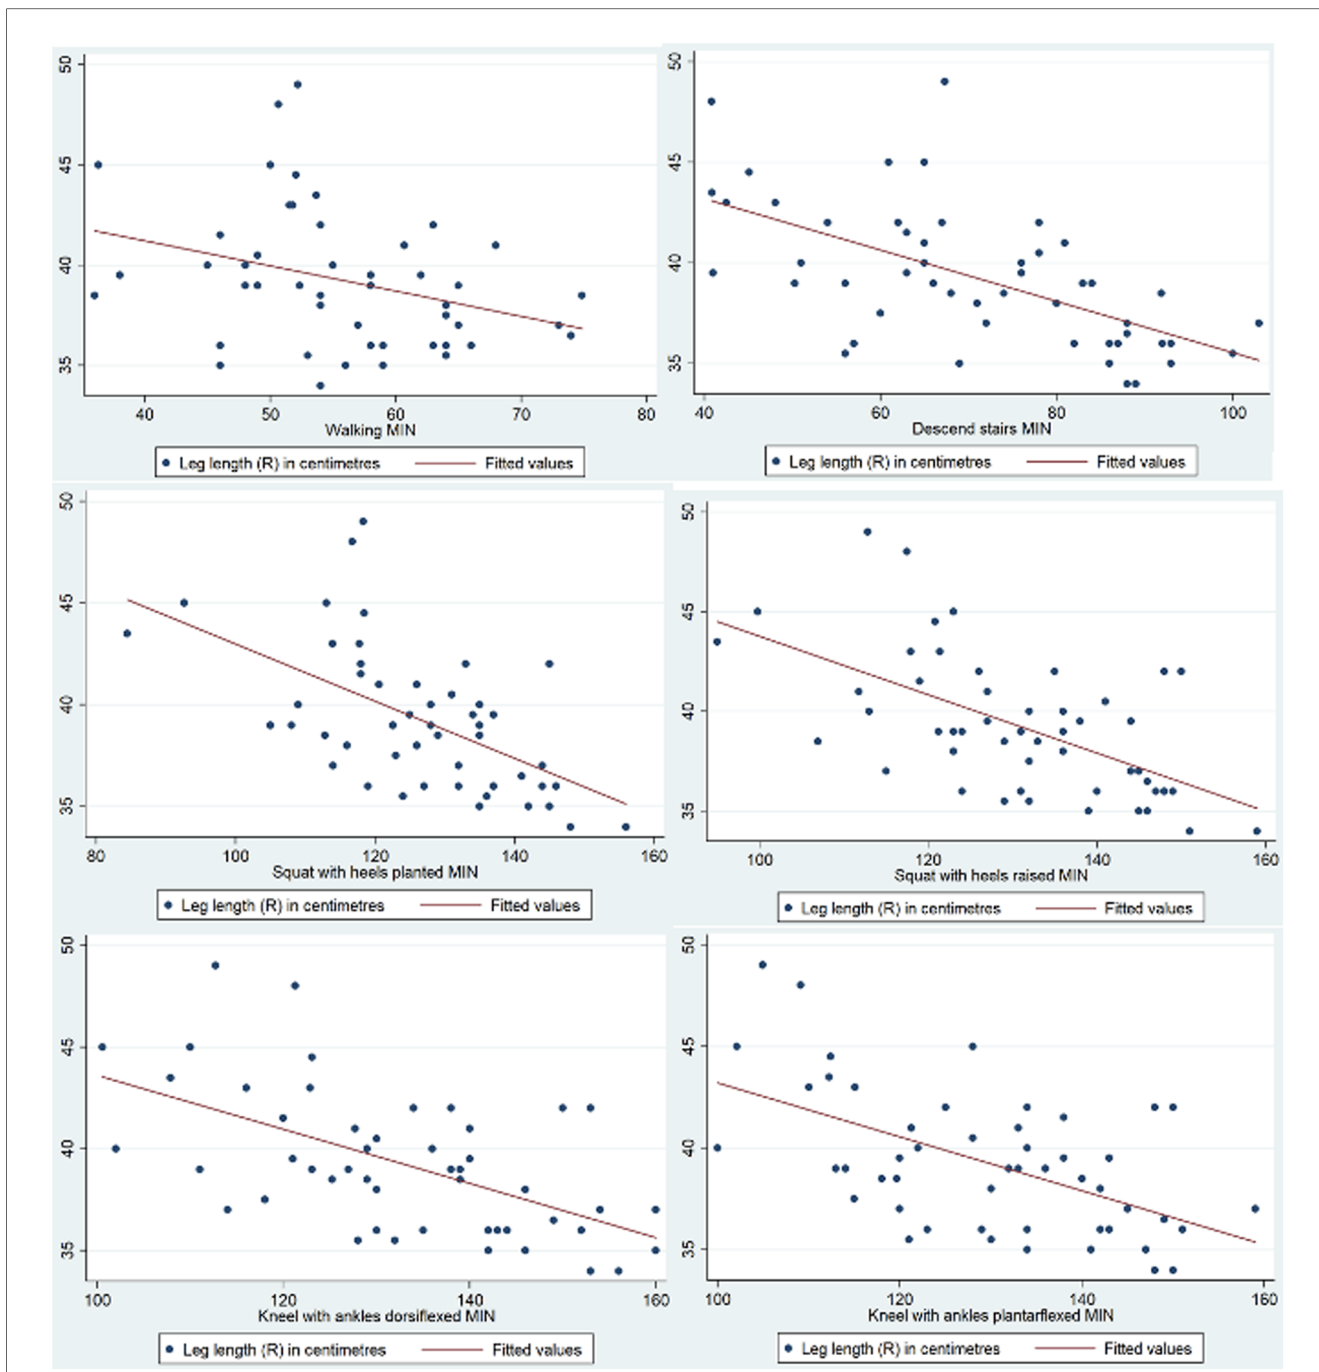 50
45
40
35
40 50 60 70 80
Walking MIN
Leg length (R) in centimetres Fitted values
50
45
40
35
40 60 80 100
Descend stairs MIN
Leg length (R) in centimetres Fitted values
50
45
40
35
80 100 120 140 160
Squat with heels planted MIN
Leg length (R) in centimetres Fitted values
50
45
40
35
100 120 140 160
Squat with heels raised MIN
Leg length (R) in centimetres Fitted values
50
45
40
35
100 120 140 160
Kneel with ankles dorsiflexed MIN
Leg length (R) in centimetres Fitted values
50
45
40
35
100 120 140 160
Kneel with ankles plantarflexed MIN
Leg length (R) in centimetres Fitted values